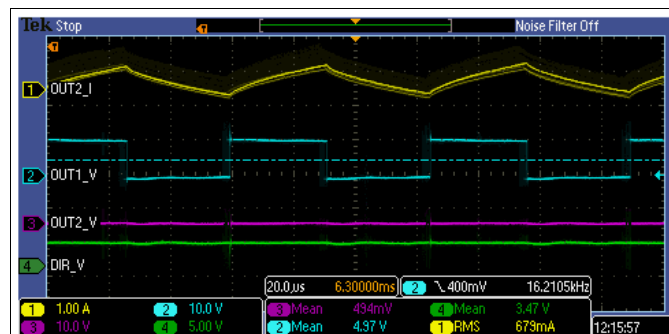 Tek Stop Noise Filter Off
1 OUT2_I
2 OUT1_V
3 OUT2_V
4 DIR_V
20.0µs 6.30000ms 2 \ 400mV 16.2105kHz
1 1.00 A 2 10.0 V 3 Mean 494mV 4 Mean 3.47 V
3 10.0 V 4 5.00 V 2 Mean 4.97 V 1 RMS 679mA 12:15:57